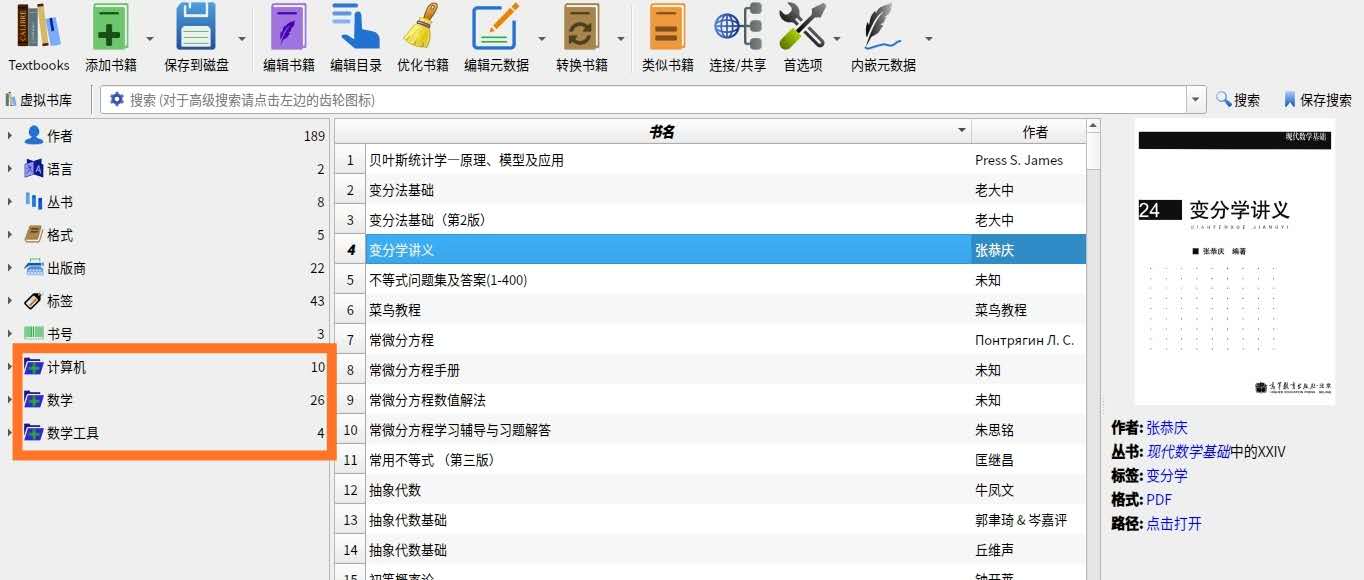 CALIBRE
Textbooks
添加书籍
保存到磁盘
编辑书籍
编辑目录
优化书籍
编辑元数据
转换书籍
类似书籍
连接/共享
首选项
内嵌元数据
虚拟书库
搜索 (对于高级搜索请点击左边的齿轮图标)
搜索
保存搜索
作者 189
语言 2
丛书 8
格式 5
出版商 22
标签 43
书号 3
计算机 10
数学 26
数学工具 4
书名 作者
1 贝叶斯统计学—原理、模型及应用 Press S. James
2 变分法基础 老大中
3 变分法基础（第2版） 老大中
4 变分学讲义 张恭庆
5 不等式问题集及答案(1-400) 未知
6 菜鸟教程 菜鸟教程
7 常微分方程 Понтрягин Л. С.
8 常微分方程手册 未知
9 常微分方程数值解法 未知
10 常微分方程学习辅导与习题解答 朱思铭
11 常用不等式 （第三版） 匡继昌
12 抽象代数 牛凤文
13 抽象代数基础 郭聿琦 & 岑嘉评
14 抽象代数基础 丘维声
15 初等概率论 钟开莱
现代数学基础
24 变分学讲义
BIANFENXUE JIANGYI
■ 张恭庆 编著
高等教育出版社·北京
HIGHER EDUCATION PRESS BEIJING
作者: 张恭庆
丛书: 现代数学基础中的XXIV
标签: 变分学
格式: PDF
路径: 点击打开